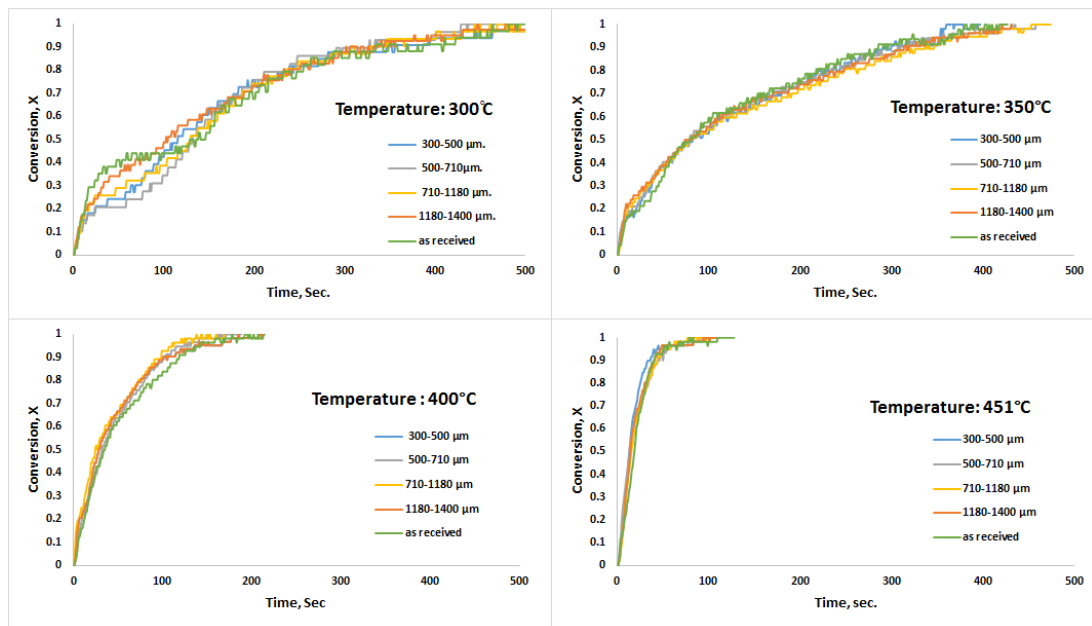 1
0.9
0.8
0.7
0.6
0.5
0.4
0.3
0.2
0.1
0
Conversion, X
Temperature: 300°C
300-500 µm.
500-710µm.
710-1180 µm.
1180-1400 µm.
as received
0 100 200 300 400 500
Time, Sec.
1
0.9
0.8
0.7
0.6
0.5
0.4
0.3
0.2
0.1
0
Conversion, X
Temperature: 350°C
300-500 µm
500-710 µm
710-1180 µm
1180-1400 µm
as received
0 100 200 300 400 500
Time, Sec.
1
0.9
0.8
0.7
0.6
0.5
0.4
0.3
0.2
0.1
0
Conversion, X
Temperature : 400°C
300-500 µm
500-710 µm
710-1180 µm
1180-1400 µm
as received
0 100 200 300 400 500
Time, Sec
1
0.9
0.8
0.7
0.6
0.5
0.4
0.3
0.2
0.1
0
Conversion, X
Temperature: 451°C
300-500 µm
500-710 µm
710-1180 µm
1180-1400 µm
as received
0 100 200 300 400 500
Time, sec.